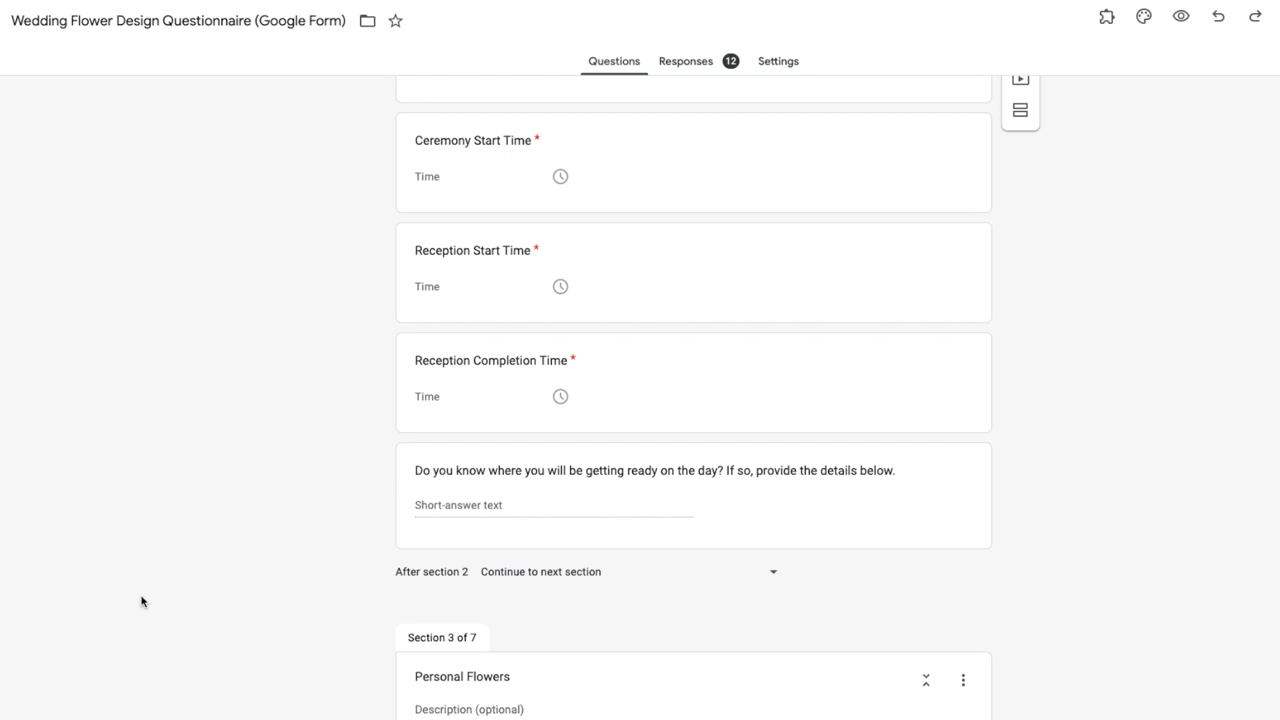 Wedding Flower Design Questionnaire (Google Form)
Questions Responses 12 Settings
Ceremony Start Time *
Time
Reception Start Time *
Time
Reception Completion Time *
Time
Do you know where you will be getting ready on the day? If so, provide the details below.
Short-answer text
After section 2 Continue to next section
Section 3 of 7
Personal Flowers
Description (optional)